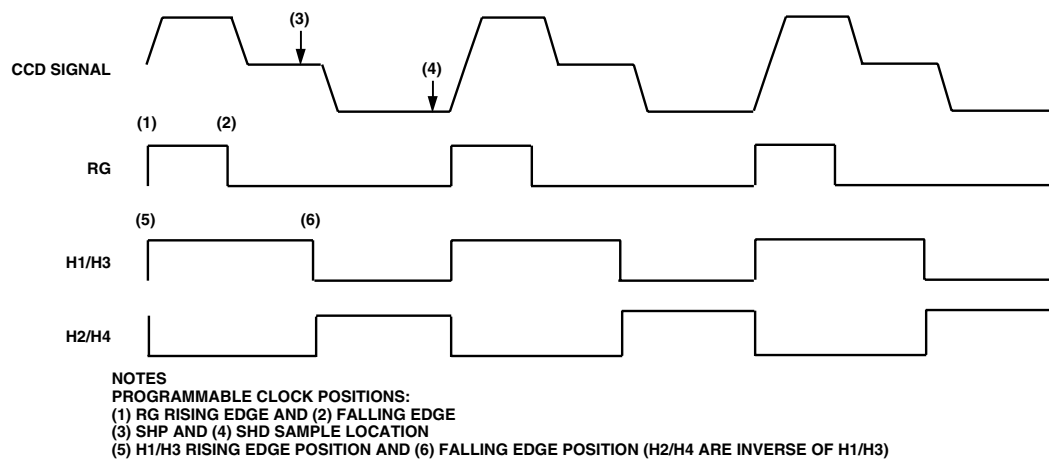 (3)
CCD SIGNAL
(4)
(1)
(2)
RG
(5)
(6)
H1/H3
H2/H4
NOTES
PROGRAMMABLE CLOCK POSITIONS:
(1) RG RISING EDGE AND (2) FALLING EDGE
(3) SHP AND (4) SHD SAMPLE LOCATION
(5) H1/H3 RISING EDGE POSITION AND (6) FALLING EDGE POSITION (H2/H4 ARE INVERSE OF H1/H3)